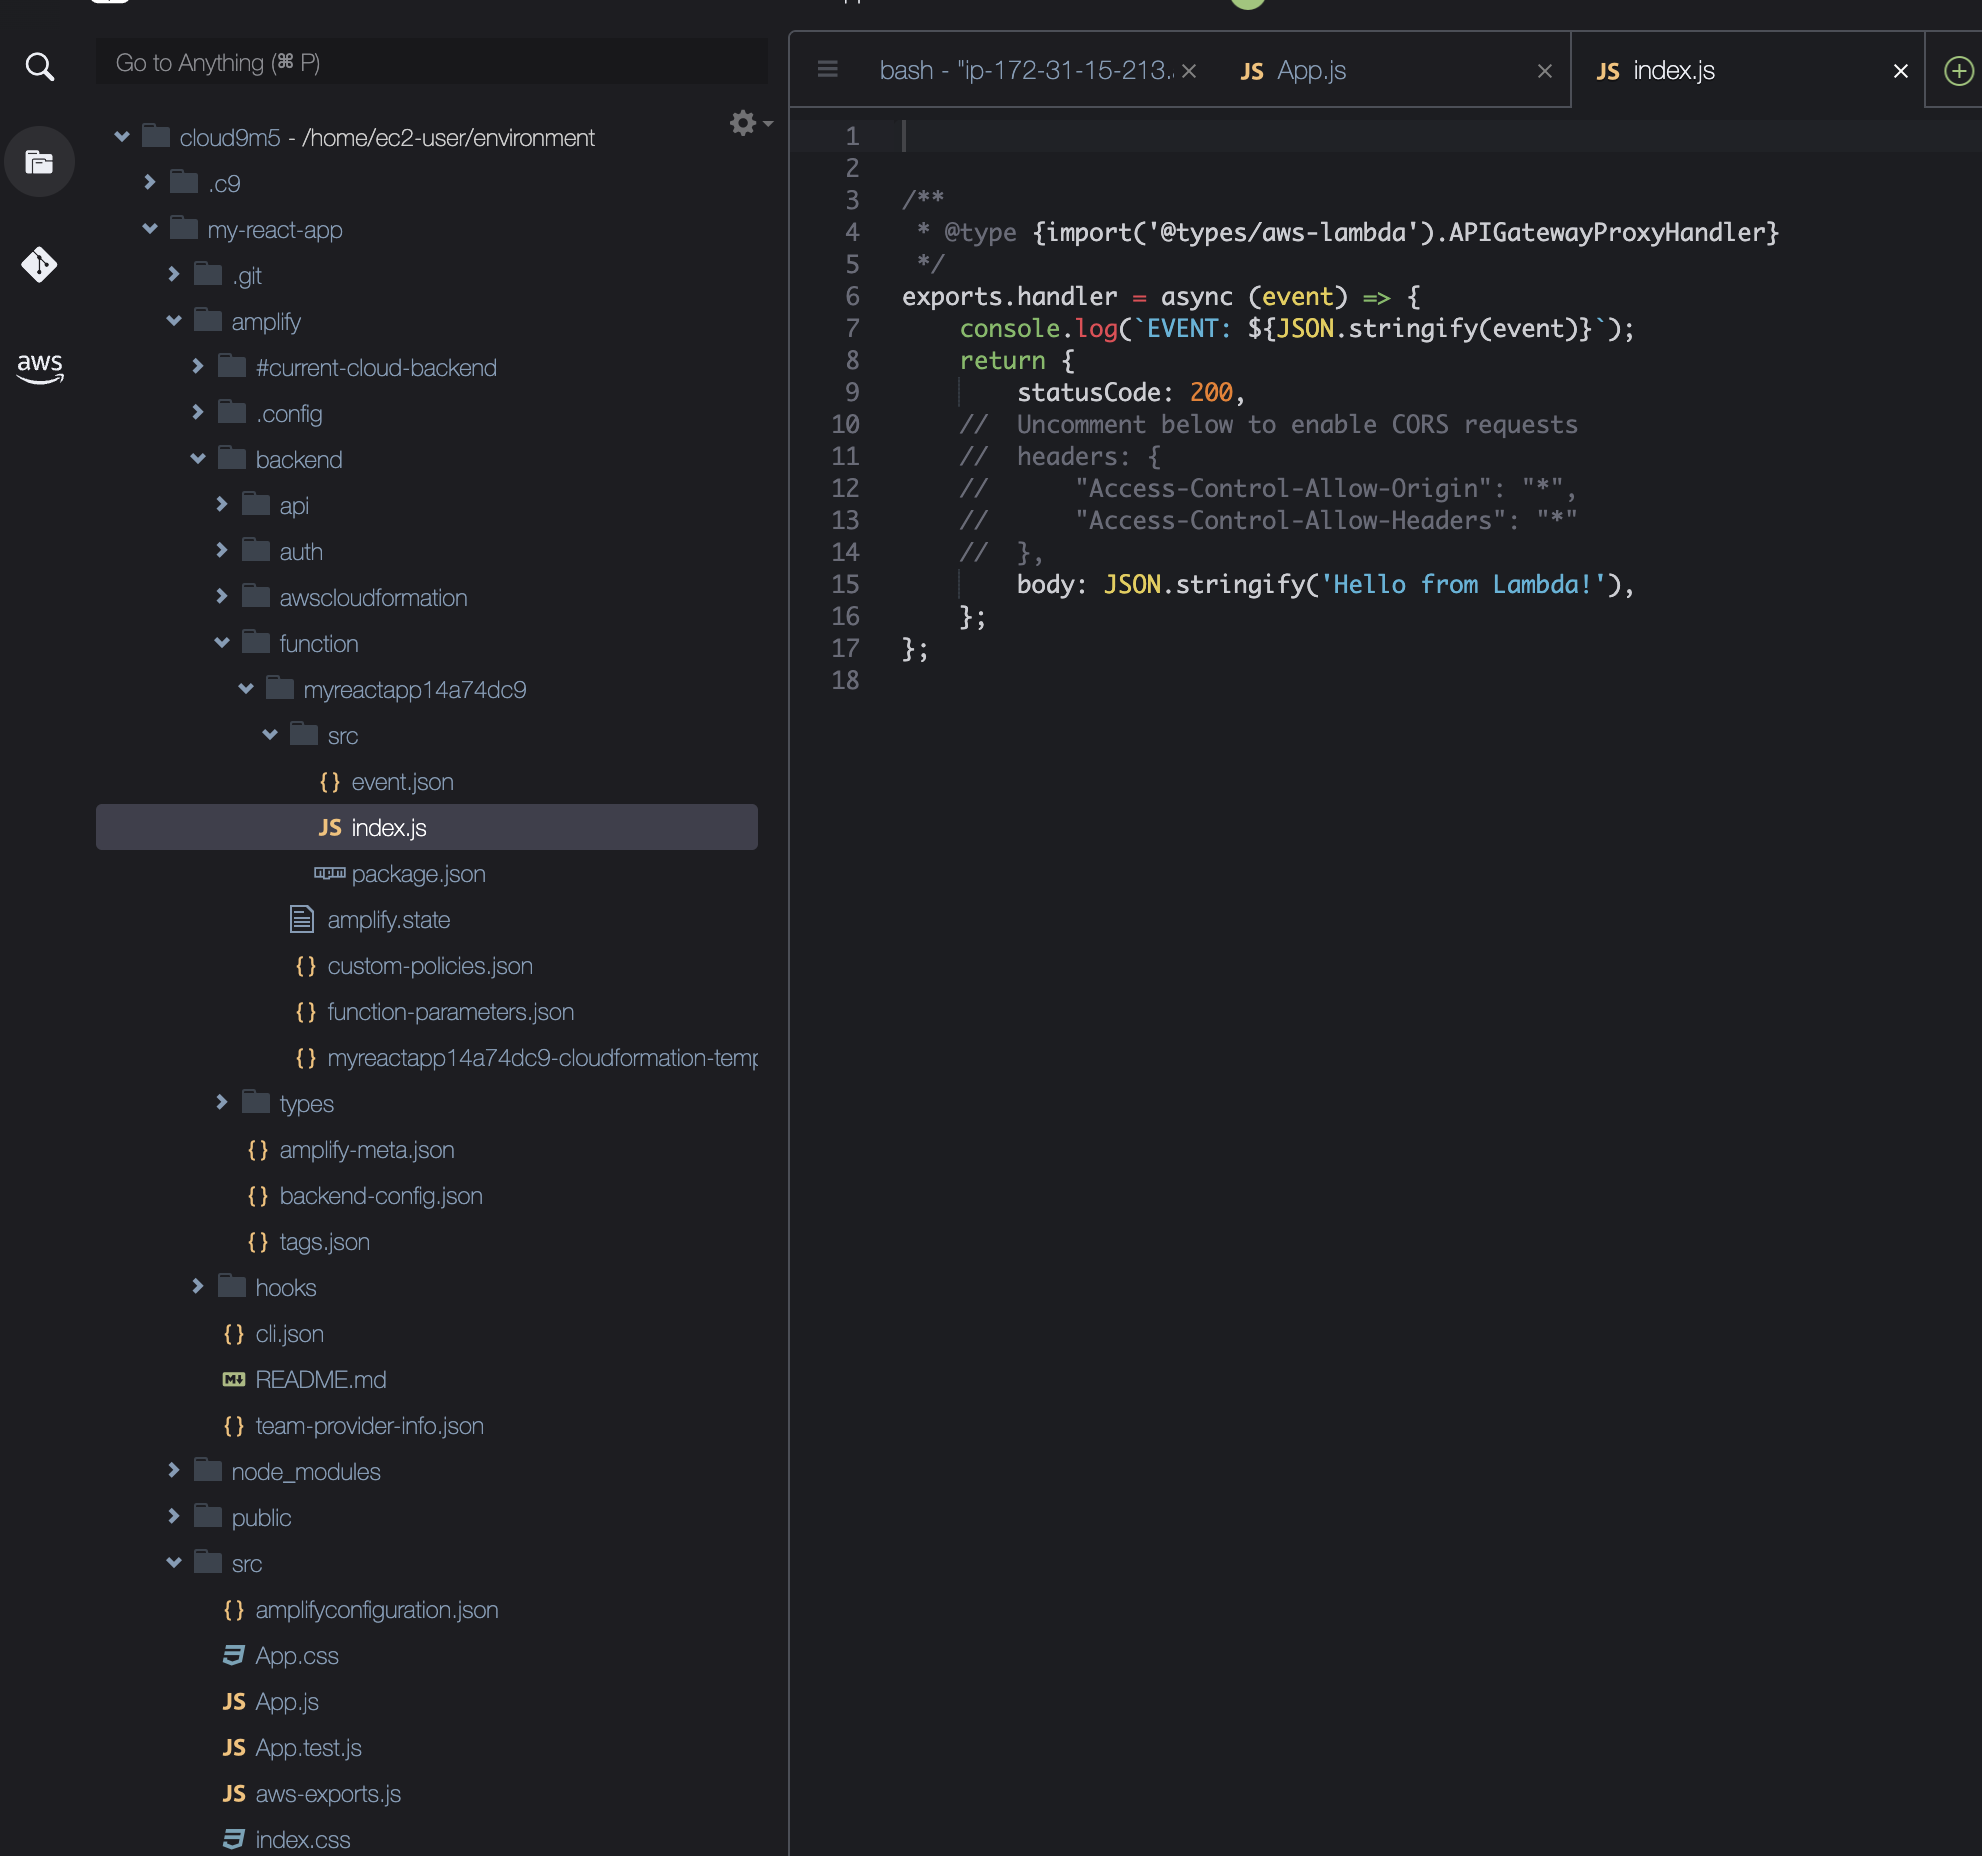 Go to Anything (⌘ P)
aws
cloud9m5 - /home/ec2-user/environment
.c9
my-react-app
.git
amplify
#current-cloud-backend
.config
backend
api
auth
awscloudformation
function
myreactapp14a74dc9
src
event.json
JS index.js
package.json
amplify.state
{} custom-policies.json
{} function-parameters.json
{} myreactapp14a74dc9-cloudformation-temp
types
{} amplify-meta.json
{} backend-config.json
{} tags.json
hooks
{} cli.json
README.md
{} team-provider-info.json
node_modules
public
src
{} amplifyconfiguration.json
App.css
JS App.js
JS App.test.js
JS aws-exports.js
index.css
bash - "ip-172-31-15-213. × JS App.js × JS index.js ×
1
2
3 /**
4  * @type {import('@types/aws-lambda').APIGatewayProxyHandler}
5  */
6 exports.handler = async (event) => {
7     console.log(`EVENT: ${JSON.stringify(event)}`);
8     return {
9         statusCode: 200,
10     //  Uncomment below to enable CORS requests
11     //  headers: {
12     //      "Access-Control-Allow-Origin": "*",
13     //      "Access-Control-Allow-Headers": "*"
14     //  },
15         body: JSON.stringify('Hello from Lambda!'),
16     };
17 };
18